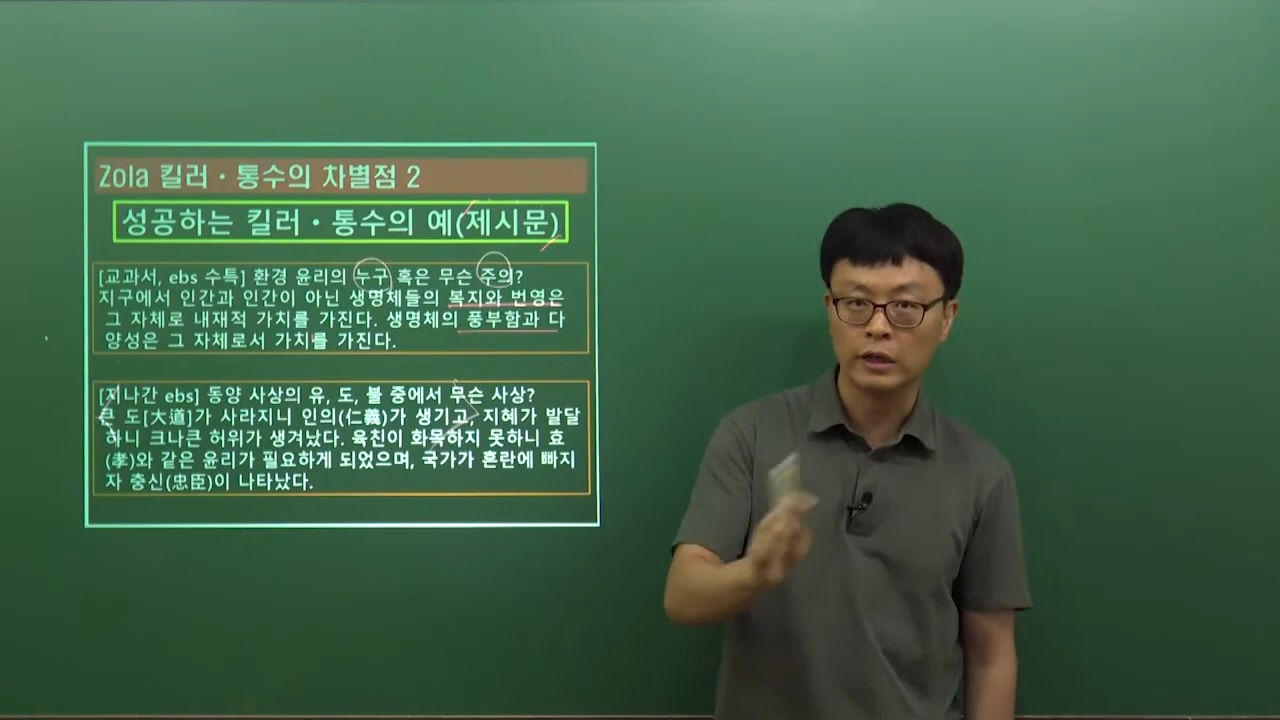 Zola 킬러·통수의 차별점 2
성공하는 킬러·통수의 예(제시문)
[교과서, ebs 수특] 환경 윤리의 누구 혹은 무슨 주의?
지구에서 인간과 인간이 아닌 생명체들의 복지와 번영은
그 자체로 내재적 가치를 가진다. 생명체의 풍부함과 다
양성은 그 자체로서 가치를 가진다.
[지나간 ebs] 동양 사상의 유, 도, 불 중에서 무슨 사상?
큰 도[大道]가 사라지니 인의(仁義)가 생기고, 지혜가 발달
하니 크나큰 허위가 생겨났다. 육친이 화목하지 못하니 효
(孝)와 같은 윤리가 필요하게 되었으며, 국가가 혼란에 빠지
자 충신(忠臣)이 나타났다.